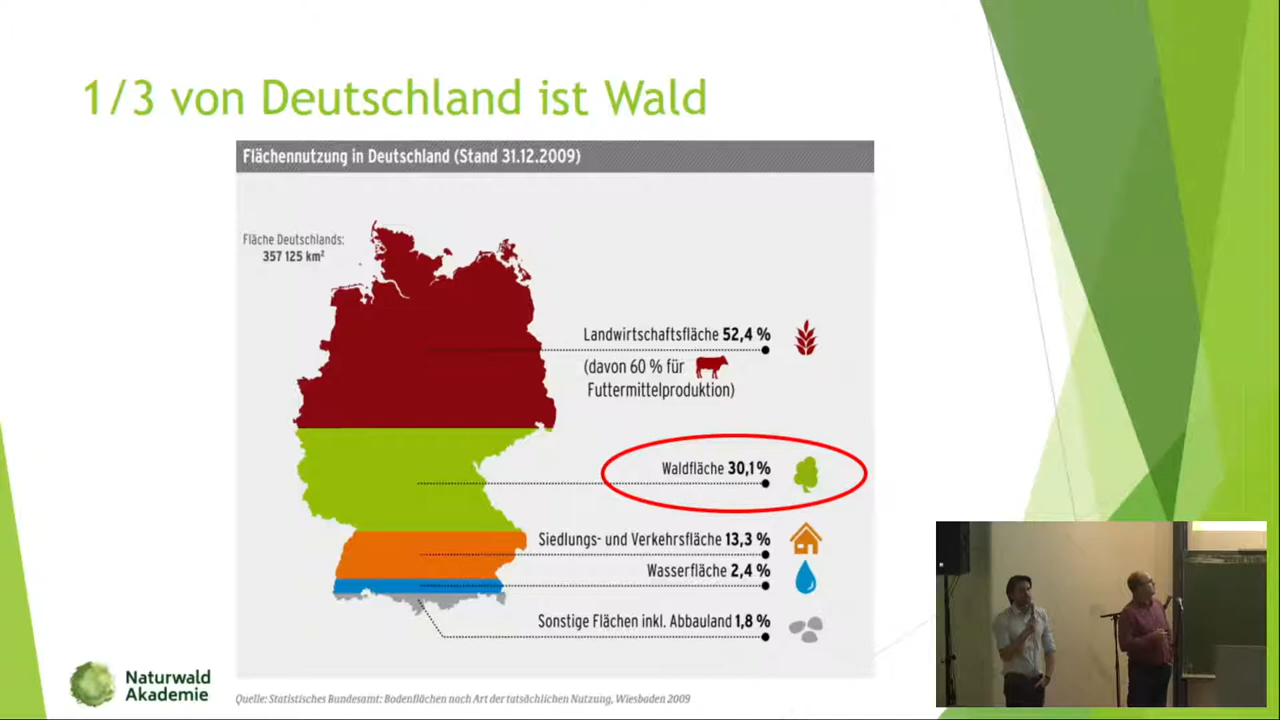 1/3 von Deutschland ist Wald
Flächennutzung in Deutschland (Stand 31.12.2009)
Fläche Deutschlands:
357 125 km²
Landwirtschaftsfläche 52,4 %
(davon 60 % für
Futtermittelproduktion)
Waldfläche 30,1 %
Siedlungs- und Verkehrsfläche 13,3 %
Wasserfläche 2,4 %
Sonstige Flächen inkl. Abbauland 1,8 %
Naturwald
Akademie
Quelle: Statistisches Bundesamt: Bodenflächen nach Art der tatsächlichen Nutzung, Wiesbaden 2009